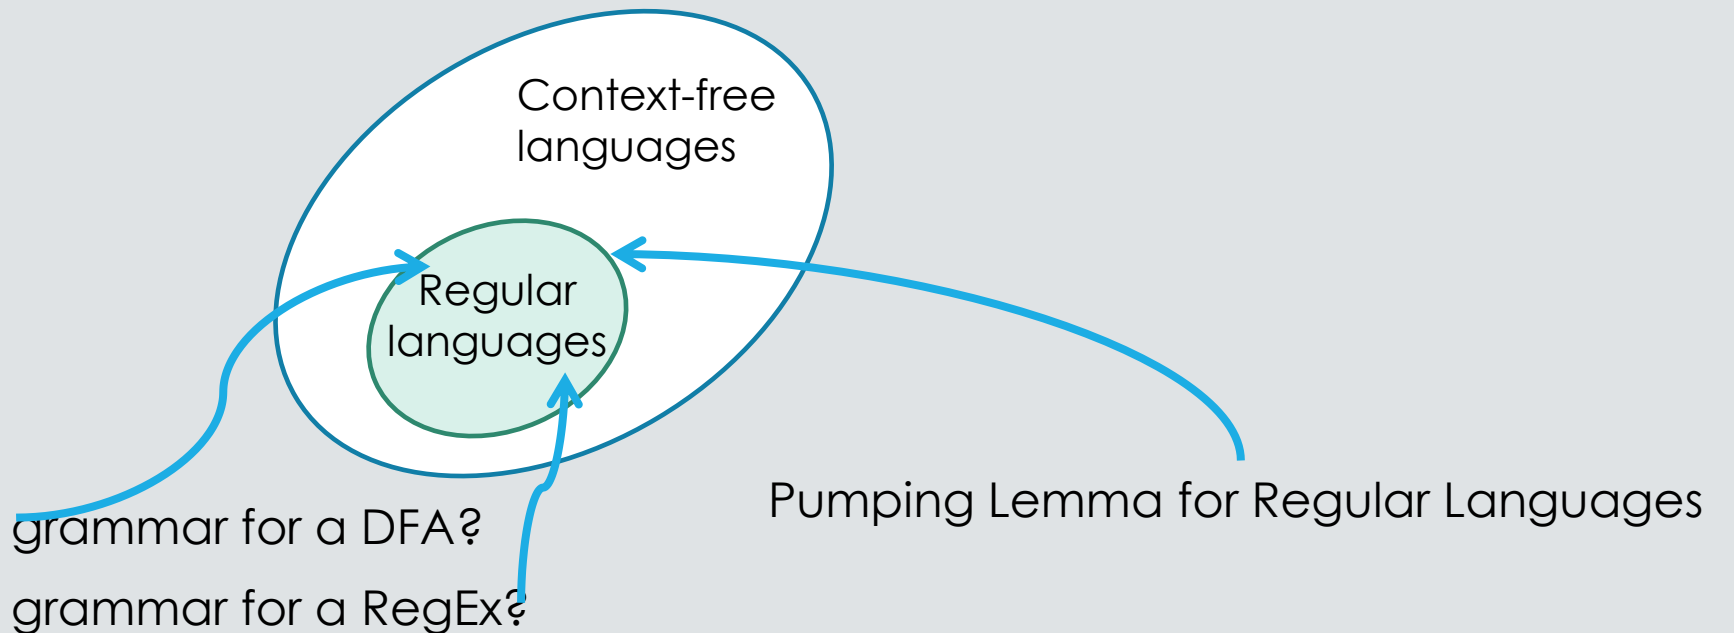 Context-free
languages
Regular
languages
Pumping Lemma for Regular Languages
grammar for a DFA?
grammar for a RegEx?